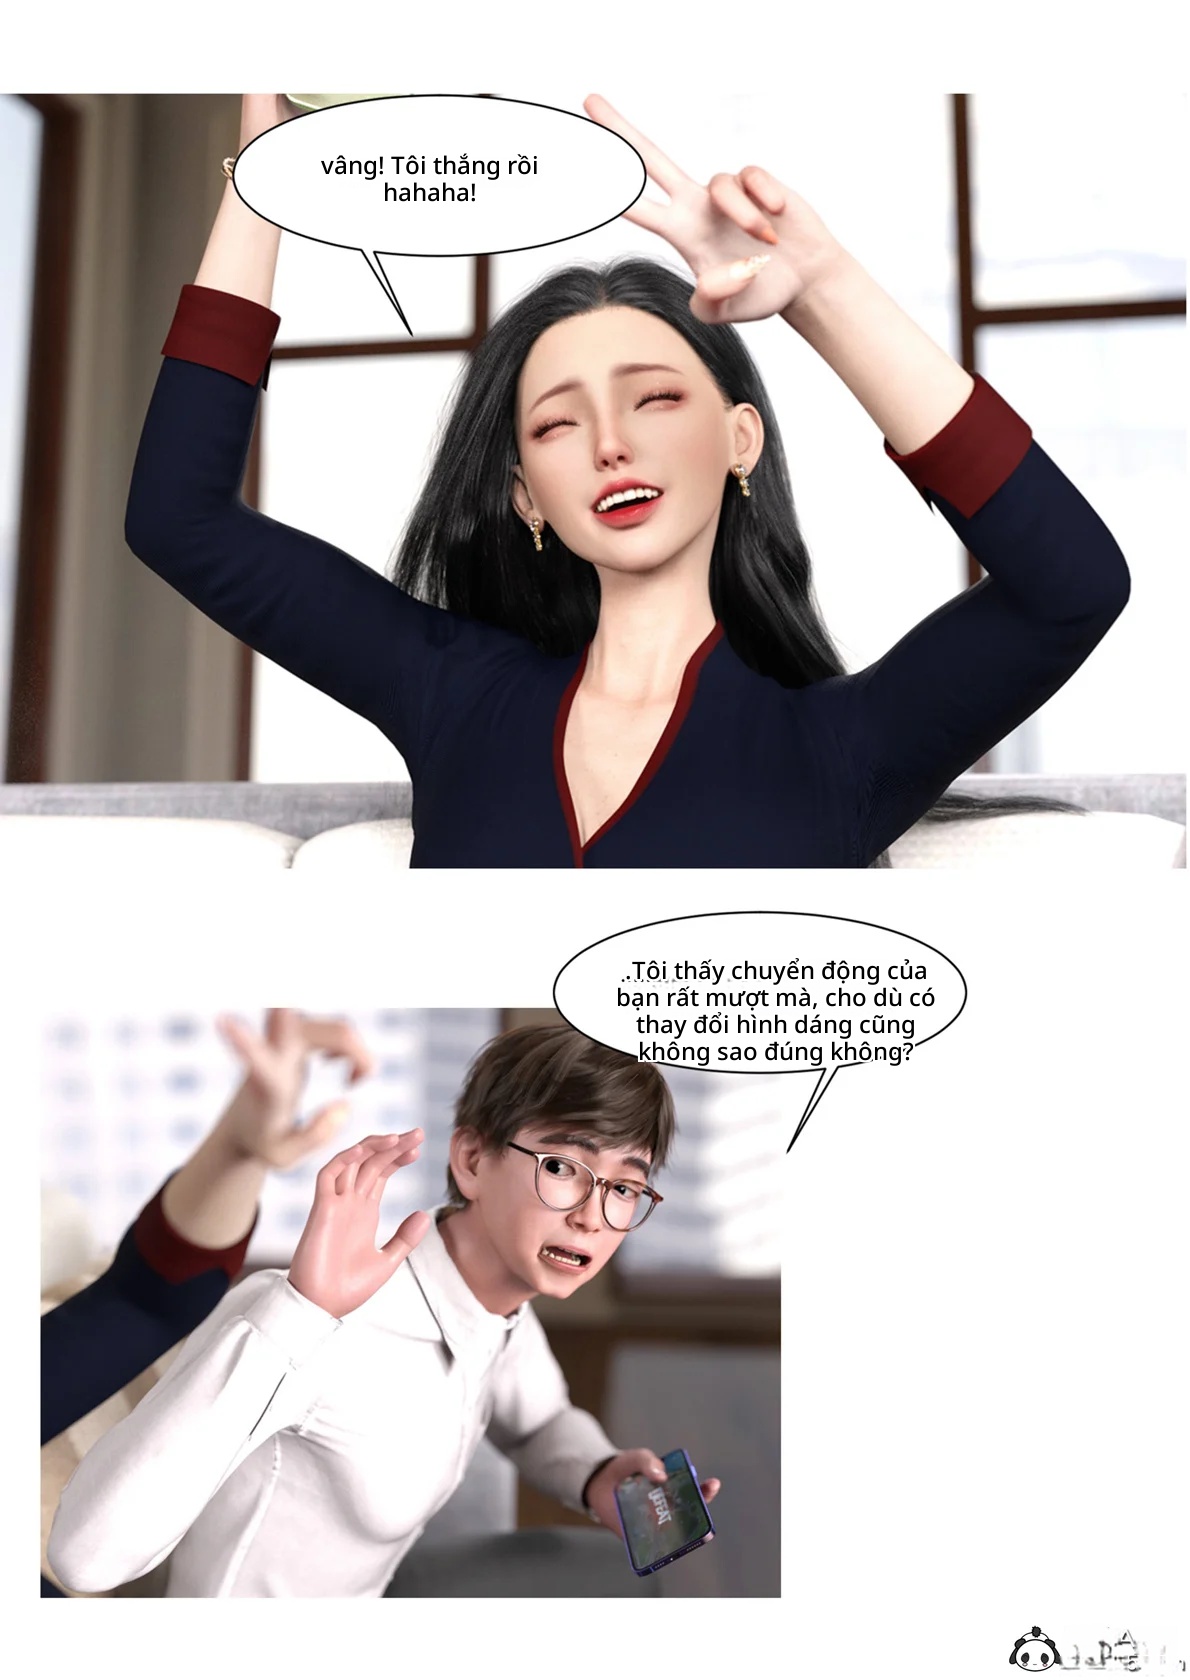 vâng! Tôi thắng rồi
hahaha!
.Tôi thấy chuyển động của
bạn rất mượt mà, cho dù có
thay đổi hình dáng cũng
không sao đúng không?
DEFEAT